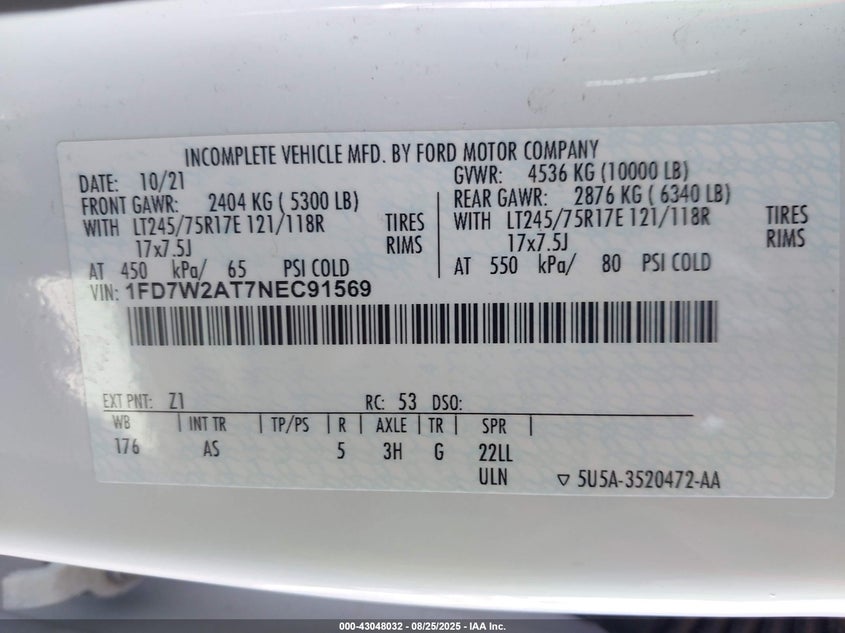 INCOMPLETE VEHICLE MFD. BY FORD MOTOR COMPANY
DATE: 10/21 GVWR: 4536 KG (10000 LB)
FRONT GAWR: 2404 KG ( 5300 LB) REAR GAWR: 2876 KG ( 6340 LB)
WITH LT245/75R17E 121/118R TIRES WITH LT245/75R17E 121/118R TIRES
17x7.5J RIMS 17x7.5J RIMS
AT 450 kPa/ 65 PSI COLD AT 550 kPa/ 80 PSI COLD
VIN: 1FD7W2AT7NEC91569
EXT PNT: Z1 RC: 53 DSO:
WB | INT TR | TP/PS | R | AXLE | TR | SPR |
176 AS 5 3H G 22LL
ULN ▽ 5U5A-3520472-AA
000-43048032 - 08/25/2025 - IAA Inc.